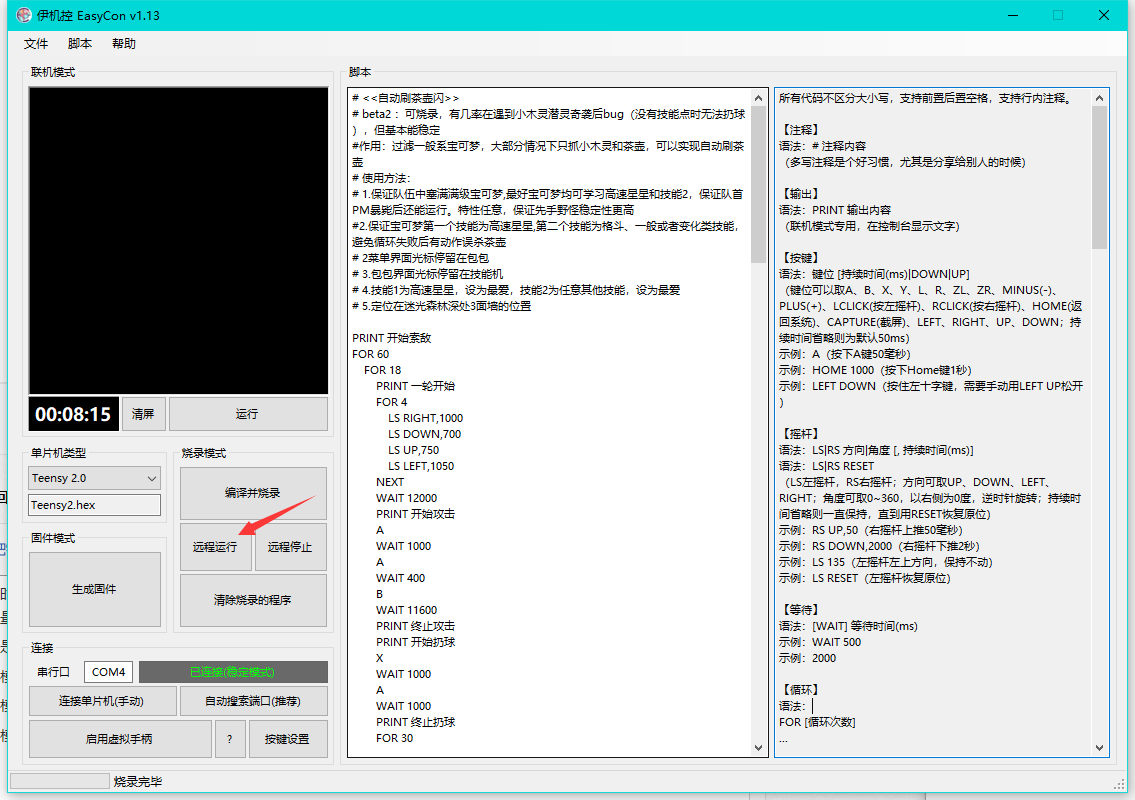 伊机控 EasyCon v1.13
文件 脚本 帮助
联机模式
00:08:15 清屏 运行
单片机类型
Teensy 2.0
Teensy2.hex
固件模式
生成固件
烧录模式
编译并烧录
远程运行 远程停止
清除烧录的程序
连接
串行口 COM4 已连接(稳定模式)
连接单片机(手动) 自动搜索端口(推荐)
启用虚拟手柄 ? 按键设置
烧录完毕
脚本
# <<自动刷茶壶闪>>
# beta2 ：可烧录，有几率在遇到小木灵潜灵奇袭后bug（没有技能点时无法扔球
），但基本能稳定
#作用：过滤一般系宝可梦，大部分情况下只抓小木灵和茶壶，可以实现自动刷茶
壶
# 使用方法：
# 1.保证队伍中塞满满级宝可梦,最好宝可梦均可学习高速星星和技能2，保证队首
PM暴毙后还能运行。特性任意，保证先手野怪稳定性更高
#2.保证宝可梦第一个技能为高速星星,第二个技能为格斗、一般或者变化类技能，
避免循环失败后有动作误杀茶壶
# 2菜单界面光标停留在包包
# 3.包包界面光标停留在技能机
# 4.技能1为高速星星，设为最爱，技能2为任意其他技能，设为最爱
# 5.定位在迷光森林深处3面墙的位置
PRINT 开始索敌
FOR 60
FOR 18
PRINT 一轮开始
FOR 4
LS RIGHT,1000
LS DOWN,700
LS UP,750
LS LEFT,1050
NEXT
WAIT 12000
PRINT 开始攻击
A
WAIT 1000
A
WAIT 400
B
WAIT 11600
PRINT 终止攻击
PRINT 开始扔球
X
WAIT 1000
A
WAIT 1000
PRINT 终止扔球
FOR 30
所有代码不区分大小写，支持前置后置空格，支持行内注释。
【注释】
语法：# 注释内容
（多写注释是个好习惯，尤其是分享给别人的时候）
【输出】
语法：PRINT 输出内容
（联机模式专用，在控制台显示文字）
【按键】
语法：键位 [持续时间(ms)|DOWN|UP]
（键位可以取A、B、X、Y、L、R、ZL、ZR、MINUS(-)、
PLUS(+)、LCLICK(按左摇杆)、RCLICK(按右摇杆)、HOME(返
回系统)、CAPTURE(截屏)、LEFT、RIGHT、UP、DOWN；持
续时间省略则为默认50ms）
示例：A（按下A键50毫秒）
示例：HOME 1000（按下Home键1秒）
示例：LEFT DOWN（按住左十字键，需要手动用LEFT UP松开
）
【摇杆】
语法：LS|RS 方向|角度 [, 持续时间(ms)]
语法：LS|RS RESET
（LS左摇杆，RS右摇杆；方向可取UP、DOWN、LEFT、
RIGHT；角度可取0~360，以右侧为0度，逆时针旋转；持续时
间省略则一直保持，直到用RESET恢复原位）
示例：RS UP,50（右摇杆上推50毫秒）
示例：RS DOWN,2000（右摇杆下推2秒）
示例：LS 135（左摇杆左上方向，保持不动）
示例：LS RESET（左摇杆恢复原位）
【等待】
语法：[WAIT] 等待时间(ms)
示例：WAIT 500
示例：2000
【循环】
语法：
FOR [循环次数]
...